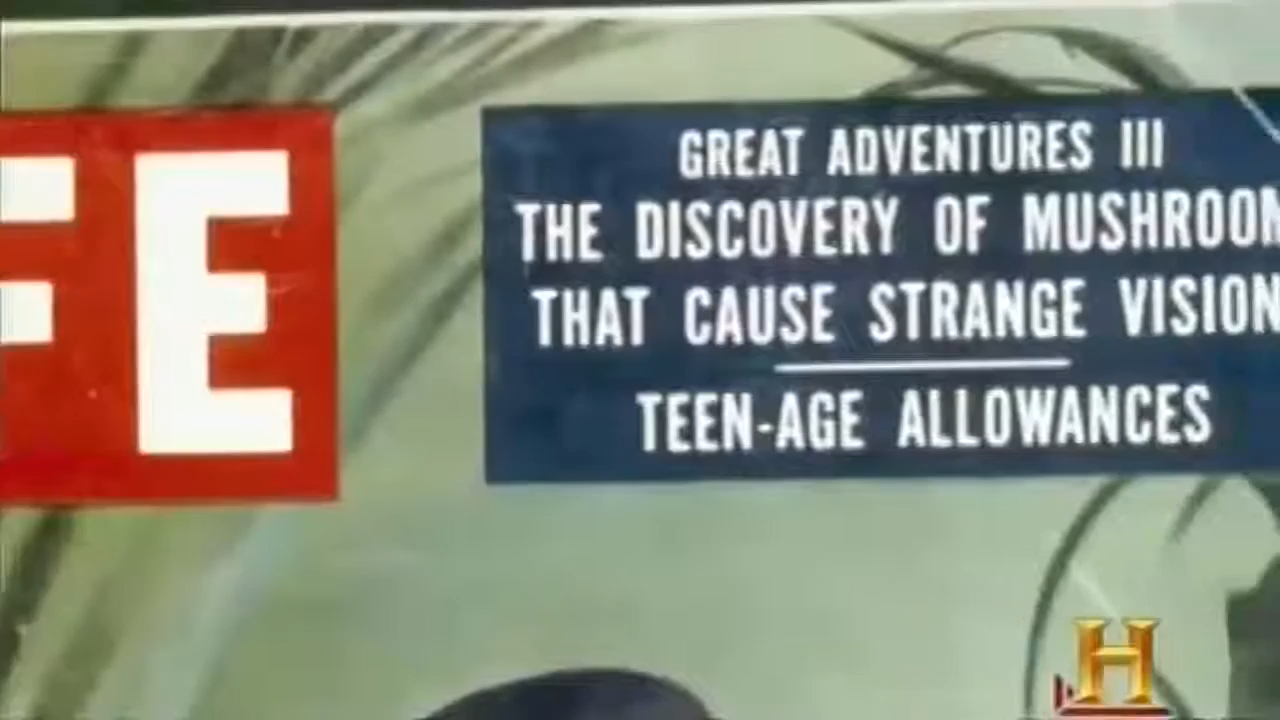 FE
GREAT ADVENTURES III
THE DISCOVERY OF MUSHROOM
THAT CAUSE STRANGE VISION
TEEN-AGE ALLOWANCES
H